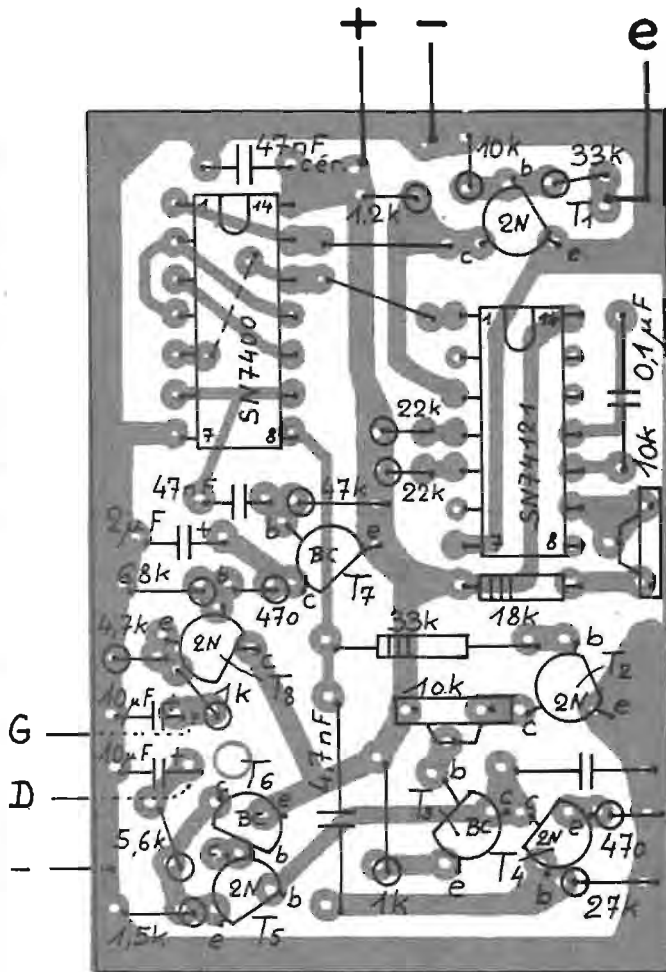 + - e
47nF
cér.
10k
b
33k
1 14
1,2k
2N
T1
c e
SN7400
1 14
0,1 µF
SN74121
22k
7 8
10k
47nF
47k
22k
2µF
+
b
BC
e
7 8
T7
68k
b
470
c
18k
4,7k
e
2N
c
T8
33k
b
T2
1k
10k
2N
c
e
10µF
+
G
10µF
+
4,7nF
D
T6
b
c
e
T3
c
c
BC
BC
2N
e
5,6k
b
T4
470
-
2N
b
e
b
1k
27k
1,5k
e
T5